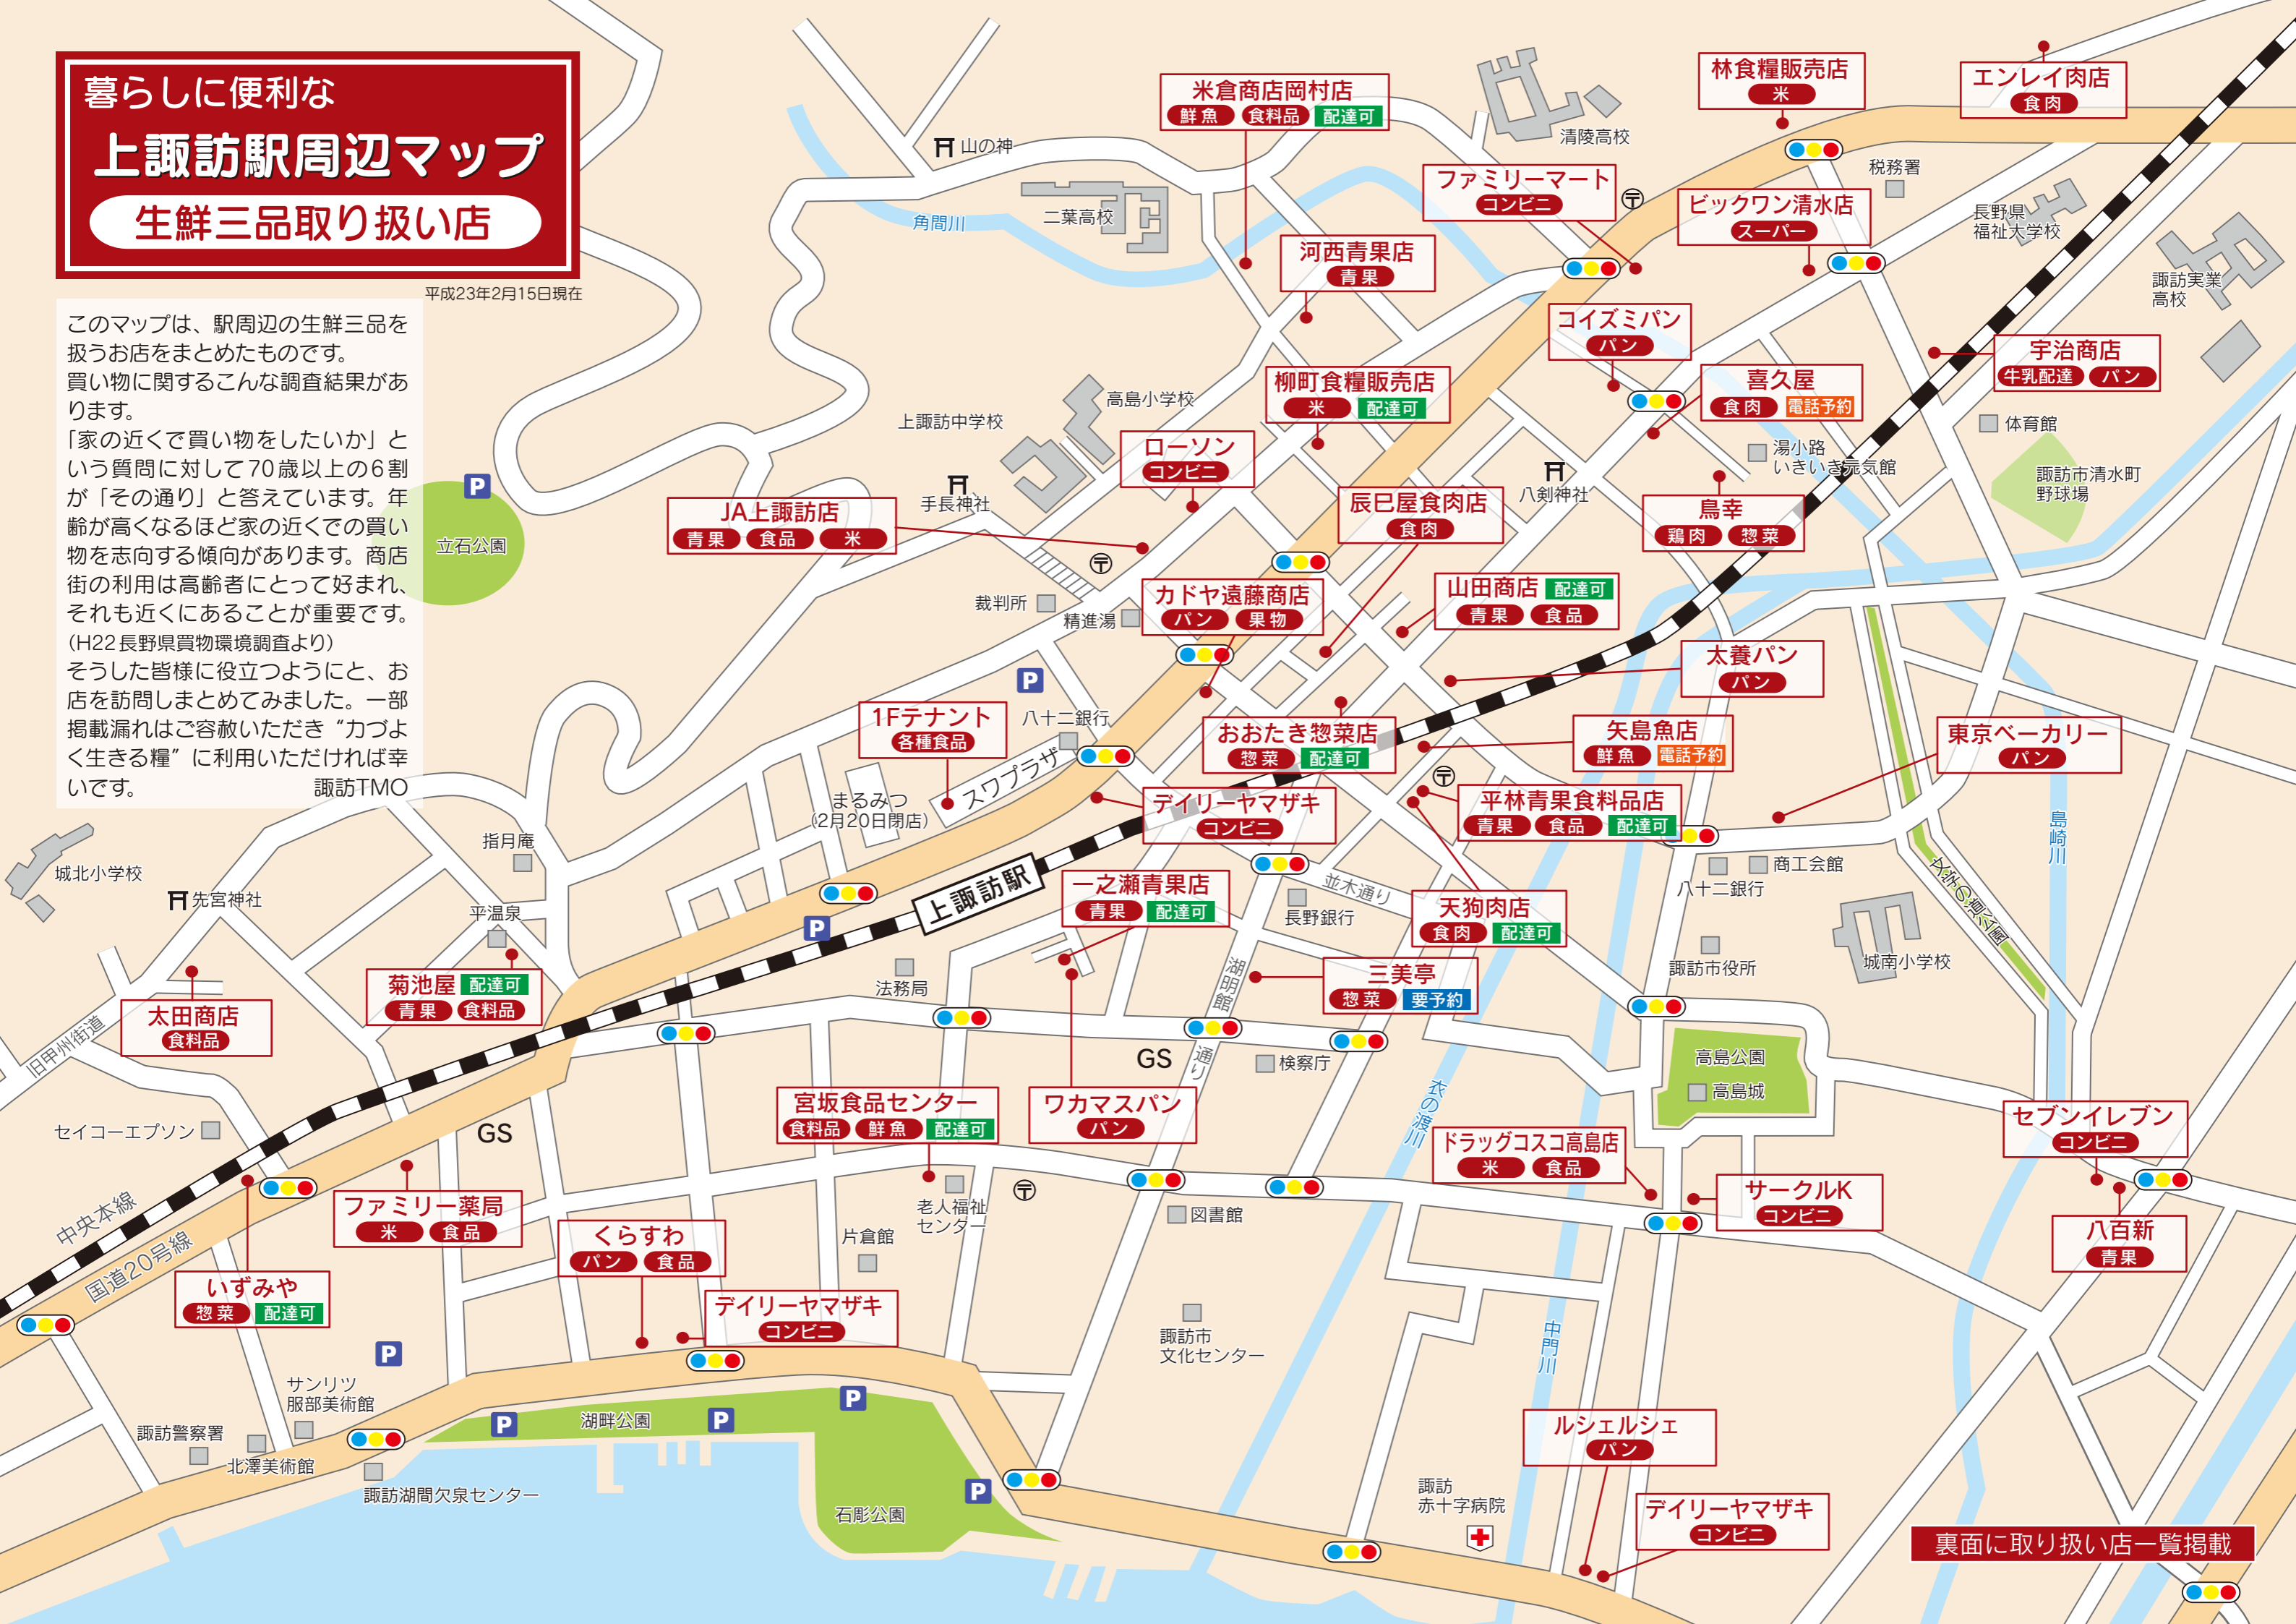 暮らしに便利な
上諏訪駅周辺マップ
生鮮三品取り扱い店
平成23年2月15日現在
このマップは、駅周辺の生鮮三品を
扱うお店をまとめたものです。
買い物に関するこんな調査結果があ
ります。
「家の近くで買い物をしたいか」と
いう質問に対して70歳以上の6割
が「その通り」と答えています。年
齢が高くなるほど家の近くでの買い
物を志向する傾向があります。商店
街の利用は高齢者にとって好まれ、
それも近くにあることが重要です。
（H22長野県買物環境調査より）
そうした皆様に役立つようにと、お
店を訪問しまとめてみました。一部
掲載漏れはご容赦いただき“力づよ
く生きる糧”に利用いただければ幸
いです。 諏訪TMO
米倉商店岡村店
鮮魚 食料品 配達可
林食糧販売店
米
エンレイ肉店
食肉
清陵高校
山の神
二葉高校
角間川
ファミリーマート
コンビニ
税務署
ビックワン清水店
スーパー
長野県
福祉大学校
諏訪実業
高校
河西青果店
青果
コイズミパン
パン
宇治商店
牛乳配達 パン
喜久屋
食肉 電話予約
柳町食糧販売店
米 配達可
高島小学校
上諏訪中学校
体育館
湯小路
いきいき元気館
諏訪市清水町
野球場
ローソン
コンビニ
手長神社
八剣神社
辰巳屋食肉店
食肉
鳥幸
鶏肉 惣菜
JA上諏訪店
青果 食品 米
立石公園
裁判所
精進湯
カドヤ遠藤商店
パン 果物
山田商店 配達可
青果 食品
太養パン
パン
1Fテナント
各種食品
八十二銀行
スワプラザ
おおたき惣菜店
惣菜 配達可
矢島魚店
鮮魚 電話予約
東京ベーカリー
パン
まるみつ
（2月20日閉店）
デイリーヤマザキ
コンビニ
平林青果食料品店
青果 食品 配達可
島崎川
指月庵
城北小学校
先宮神社
平温泉
上諏訪駅
一之瀬青果店
青果 配達可
並木通り
長野銀行
天狗肉店
食肉 配達可
八十二銀行
商工会館
文学の道公園
城南小学校
諏訪市役所
菊池屋 配達可
青果 食料品
太田商店
食料品
旧甲州街道
法務局
湖明館
通り
三美亭
惣菜 要予約
GS
検察庁
高島公園
高島城
衣の渡川
セイコーエプソン
GS
宮坂食品センター
食料品 鮮魚 配達可
ワカマスパン
パン
ドラッグコスコ高島店
米 食品
セブンイレブン
コンビニ
サークルK
コンビニ
八百新
青果
中央本線
国道20号線
ファミリー薬局
米 食品
くらすわ
パン 食品
片倉館
老人福祉
センター
図書館
いずみや
惣菜 配達可
デイリーヤマザキ
コンビニ
諏訪市
文化センター
中門川
サンリツ
服部美術館
諏訪警察署
北澤美術館
諏訪湖間欠泉センター
湖畔公園
石彫公園
諏訪
赤十字病院
ルシェルシェ
パン
デイリーヤマザキ
コンビニ
裏面に取り扱い店一覧掲載
P
P
P
P
P
P
P
P